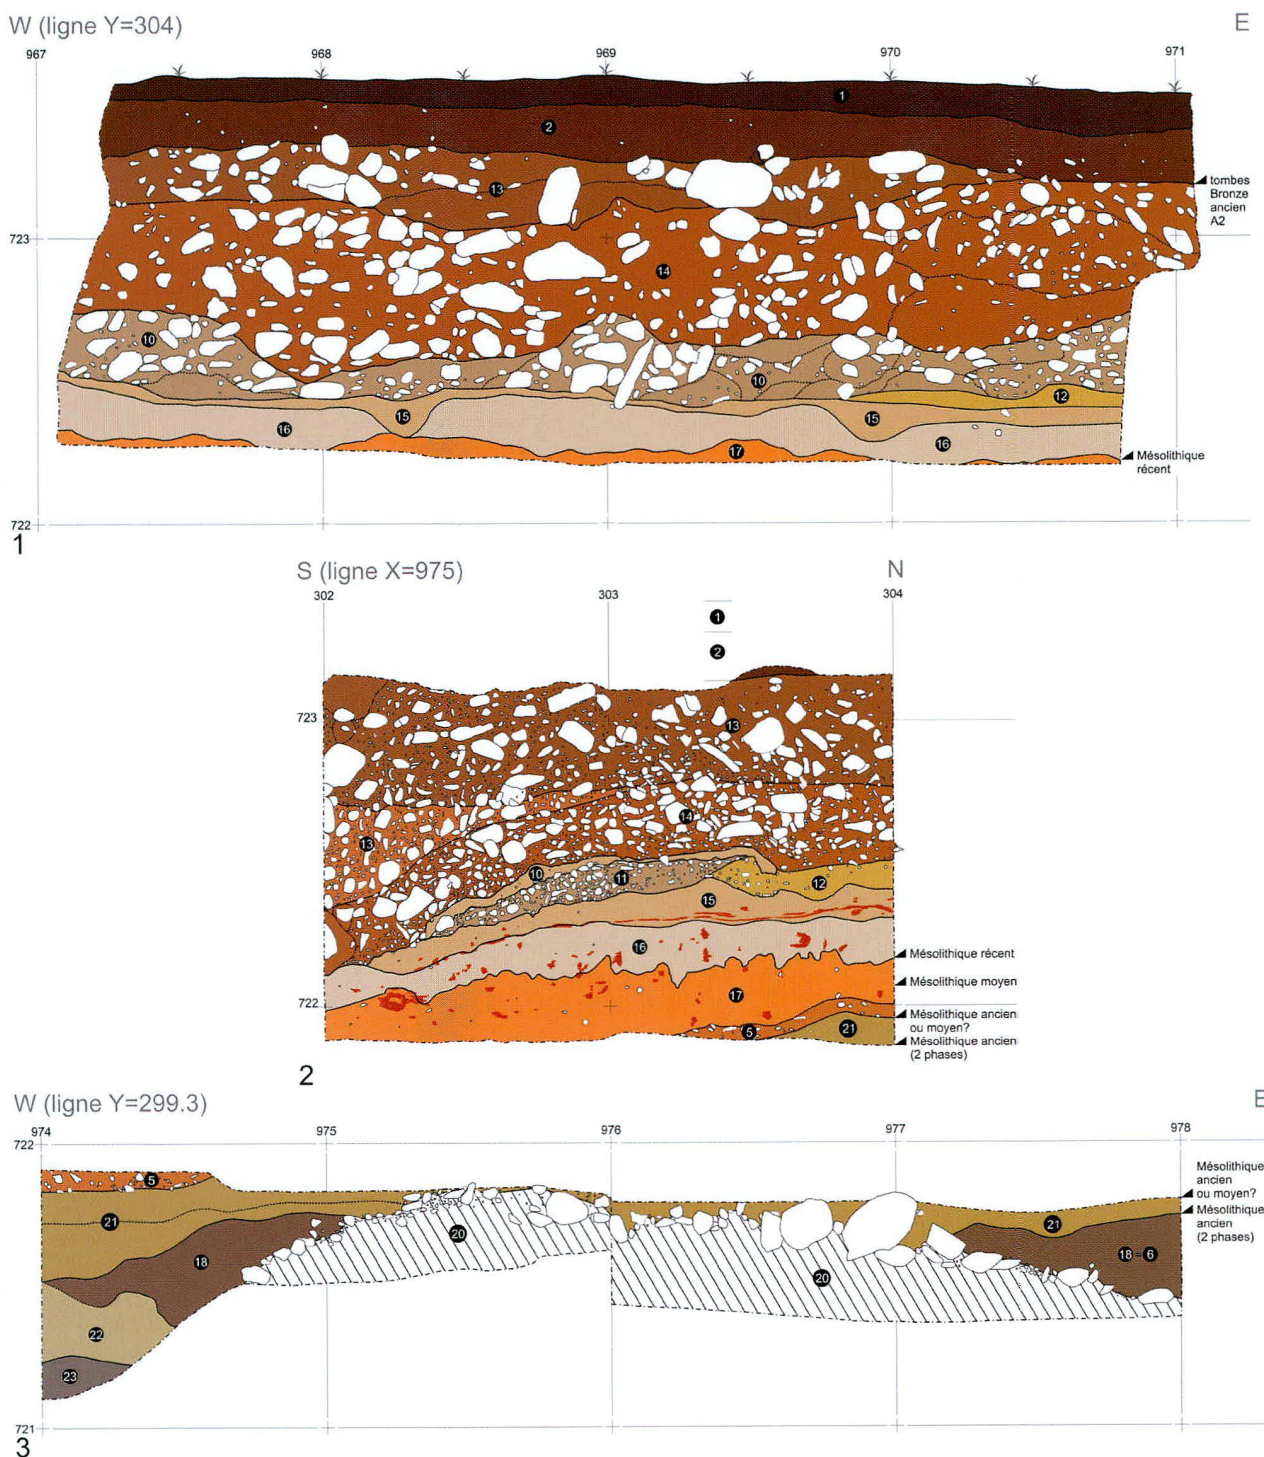 W (ligne Y=304) E
967 968 969 970 971
1
2
tombes
Bronze
ancien
A2
13
723
14
10
10
12
15 15
16 16
17
Mésolithique
récent
722
1
S (ligne X=975) N
302 303 304
1
2
723
13
14
13
10 11 12
15
16
Mésolithique récent
Mésolithique moyen
17
722
Mésolithique ancien
ou moyen?
5 21
Mésolithique ancien
(2 phases)
2
W (ligne Y=299.3) E
974 975 976 977 978
722
Mésolithique
ancien
ou moyen?
5
Mésolithique
ancien
(2 phases)
21 21
20
18 18=6
20
22
23
721
3